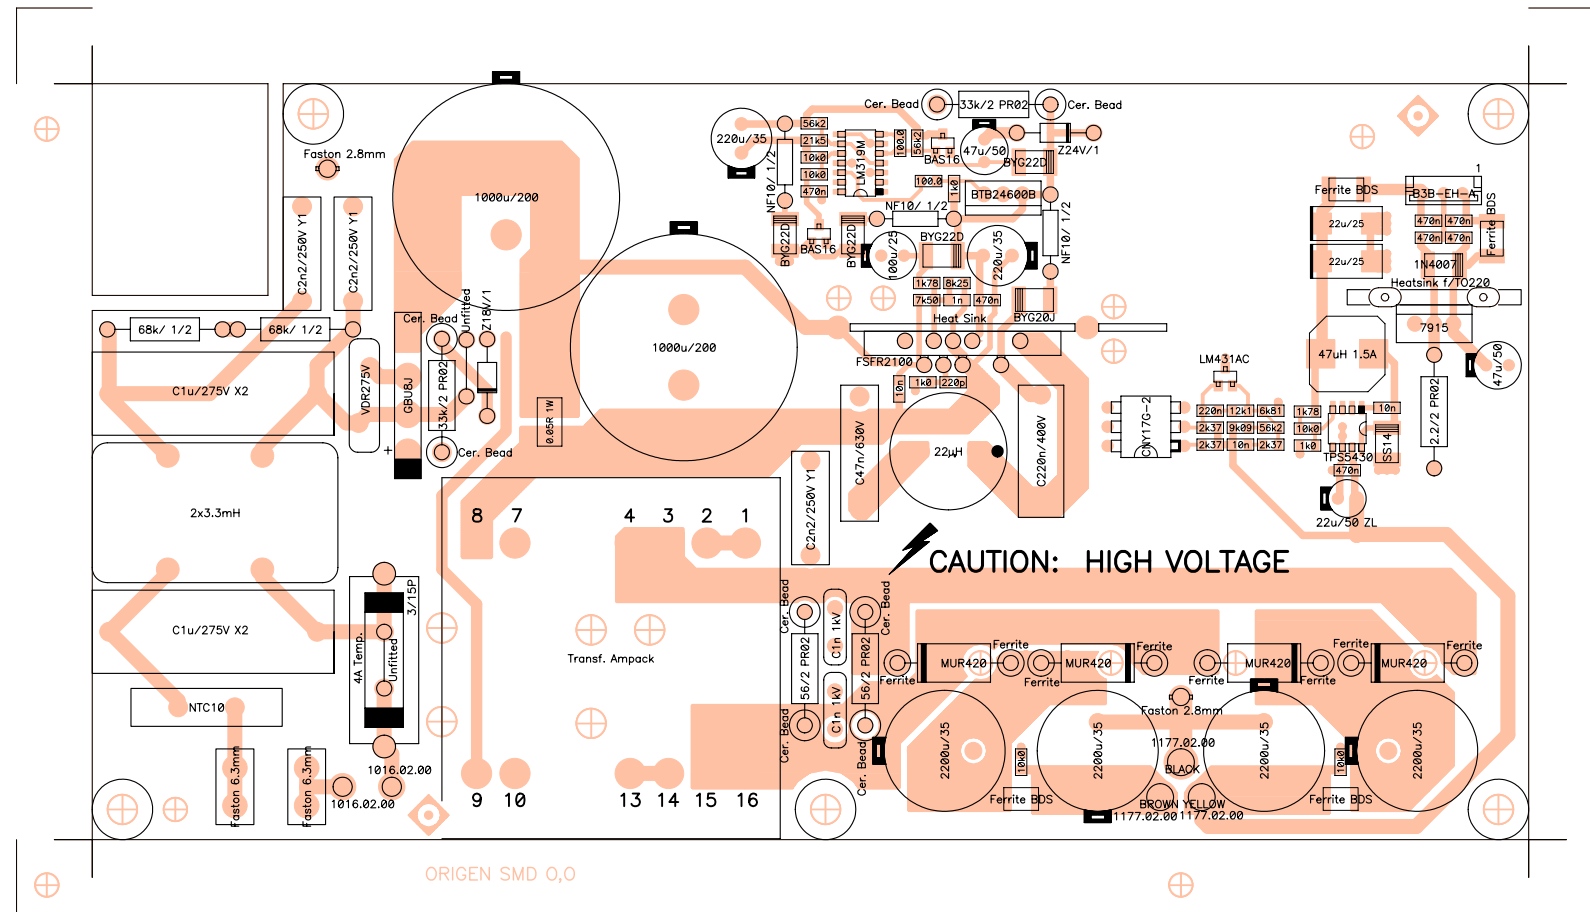 Cer. Bead
33k/2 PR02
Cer. Bead
220u/35
NF10/ 1/2
56k2
21k5
10k0
10k0
470n
LM319M
100.0
56k2
BAS16
47u/50
Z24V/1
BYG22D
Faston 2.8mm
1000u/200
C2n2/250V Y1
C2n2/250V Y1
100.0
1k0
BTB24600B
NF10/ 1/2
NF10/ 1/2
BYG22D
BAS16
BYG22D
100u/25
BYG22D
220u/35
1k78
8k25
7k50
1n
470n
BYG20J
Ferrite BDS
1
B3B-EH-A
22u/25
22u/25
470n
470n
470n
470n
Ferrite BDS
1N4007
Heatsink f/TO220
7915
47u/50
47uH 1.5A
2.2/2 PR02
68k/ 1/2
68k/ 1/2
Cer. Bead
Unfitted
Z18V/1
1000u/200
Heat Sink
FSFR2100
10n
1k0
220p
C1u/275V X2
VDR275V
GBU8J
+
33k/2 PR02
Cer. Bead
0.05R 1W
C47n/630V
22µH
C220n/400V
LM431AC
CNY17G-2
220n
12k1
6k81
2k37
9k09
56k2
2k37
10n
2k37
1k78
10k0
1k0
10n
TPS5430
SS14
470n
22u/50 ZL
2x3.3mH
C2n2/250V Y1
8
7
4
3
2
1
CAUTION: HIGH VOLTAGE
C1u/275V X2
3/15P
4A Temp.
Unfitted
Transf. Ampack
Cer. Bead
Cer. Bead
C1n 1kV
56/2 PR02
56/2 PR02
C1n 1kV
Cer. Bead
Cer. Bead
Ferrite
MUR420
Ferrite
Ferrite
MUR420
Ferrite
Ferrite
MUR420
Ferrite
Ferrite
MUR420
Ferrite
NTC10
Faston 6.3mm
Faston 6.3mm
1016.02.00
1016.02.00
9
10
13
14
15
16
2200u/35
2200u/35
2200u/35
2200u/35
Faston 2.8mm
1177.02.00
BLACK
10k0
10k0
Ferrite BDS
Ferrite BDS
BROWN
YELLOW
1177.02.00
1177.02.00
ORIGEN SMD 0,0